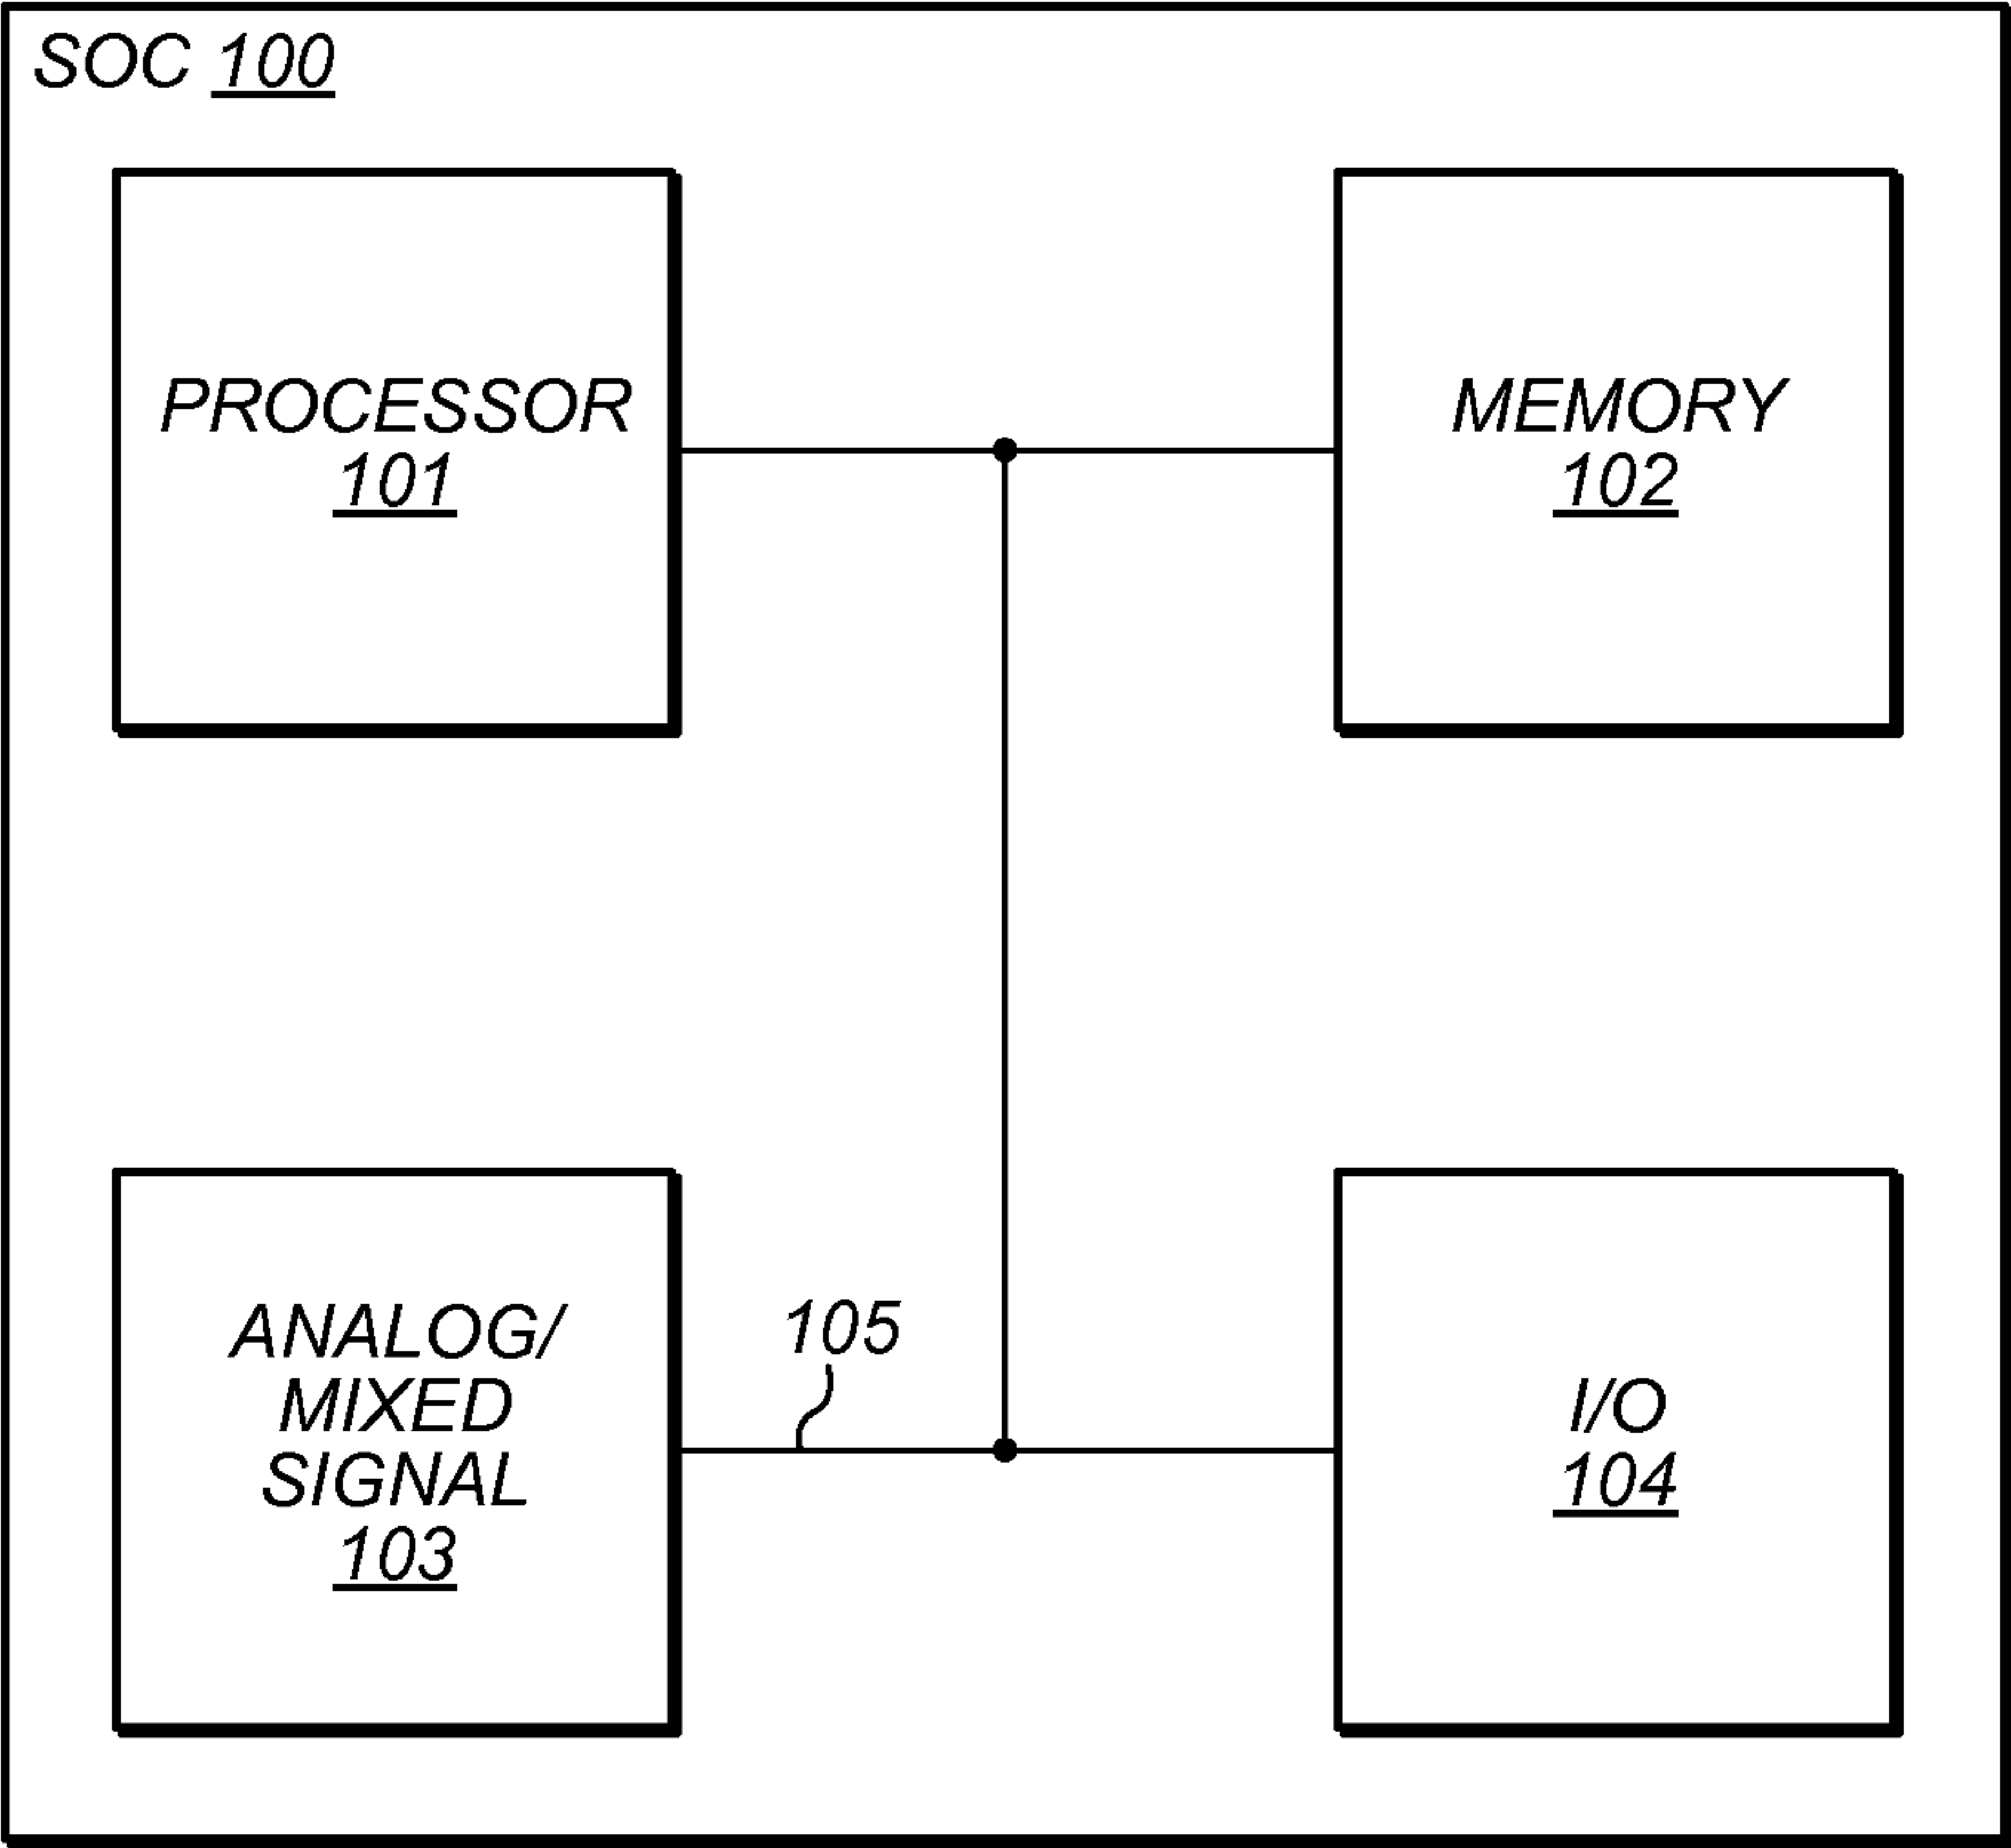 SOC 100
PROCESSOR
101
MEMORY
102
ANALOG/
MIXED
SIGNAL
103
105
I/O
104